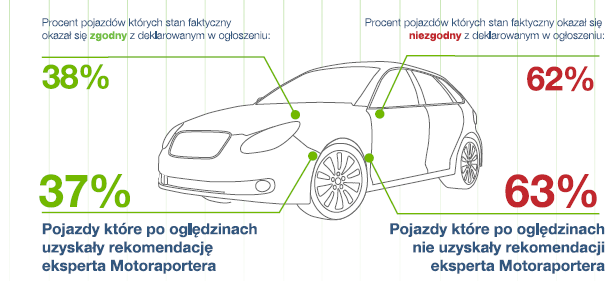 Procent pojazdów których stan faktyczny
okazał się zgodny z deklarowanym w ogłoszeniu:
38%
Procent pojazdów których stan faktyczny okazał się
niezgodny z deklarowanym w ogłoszeniu:
62%
37%
Pojazdy które po oględzinach
uzyskały rekomendację
eksperta Motoraportera
63%
Pojazdy które po oględzinach
nie uzyskały rekomendacji
eksperta Motoraportera